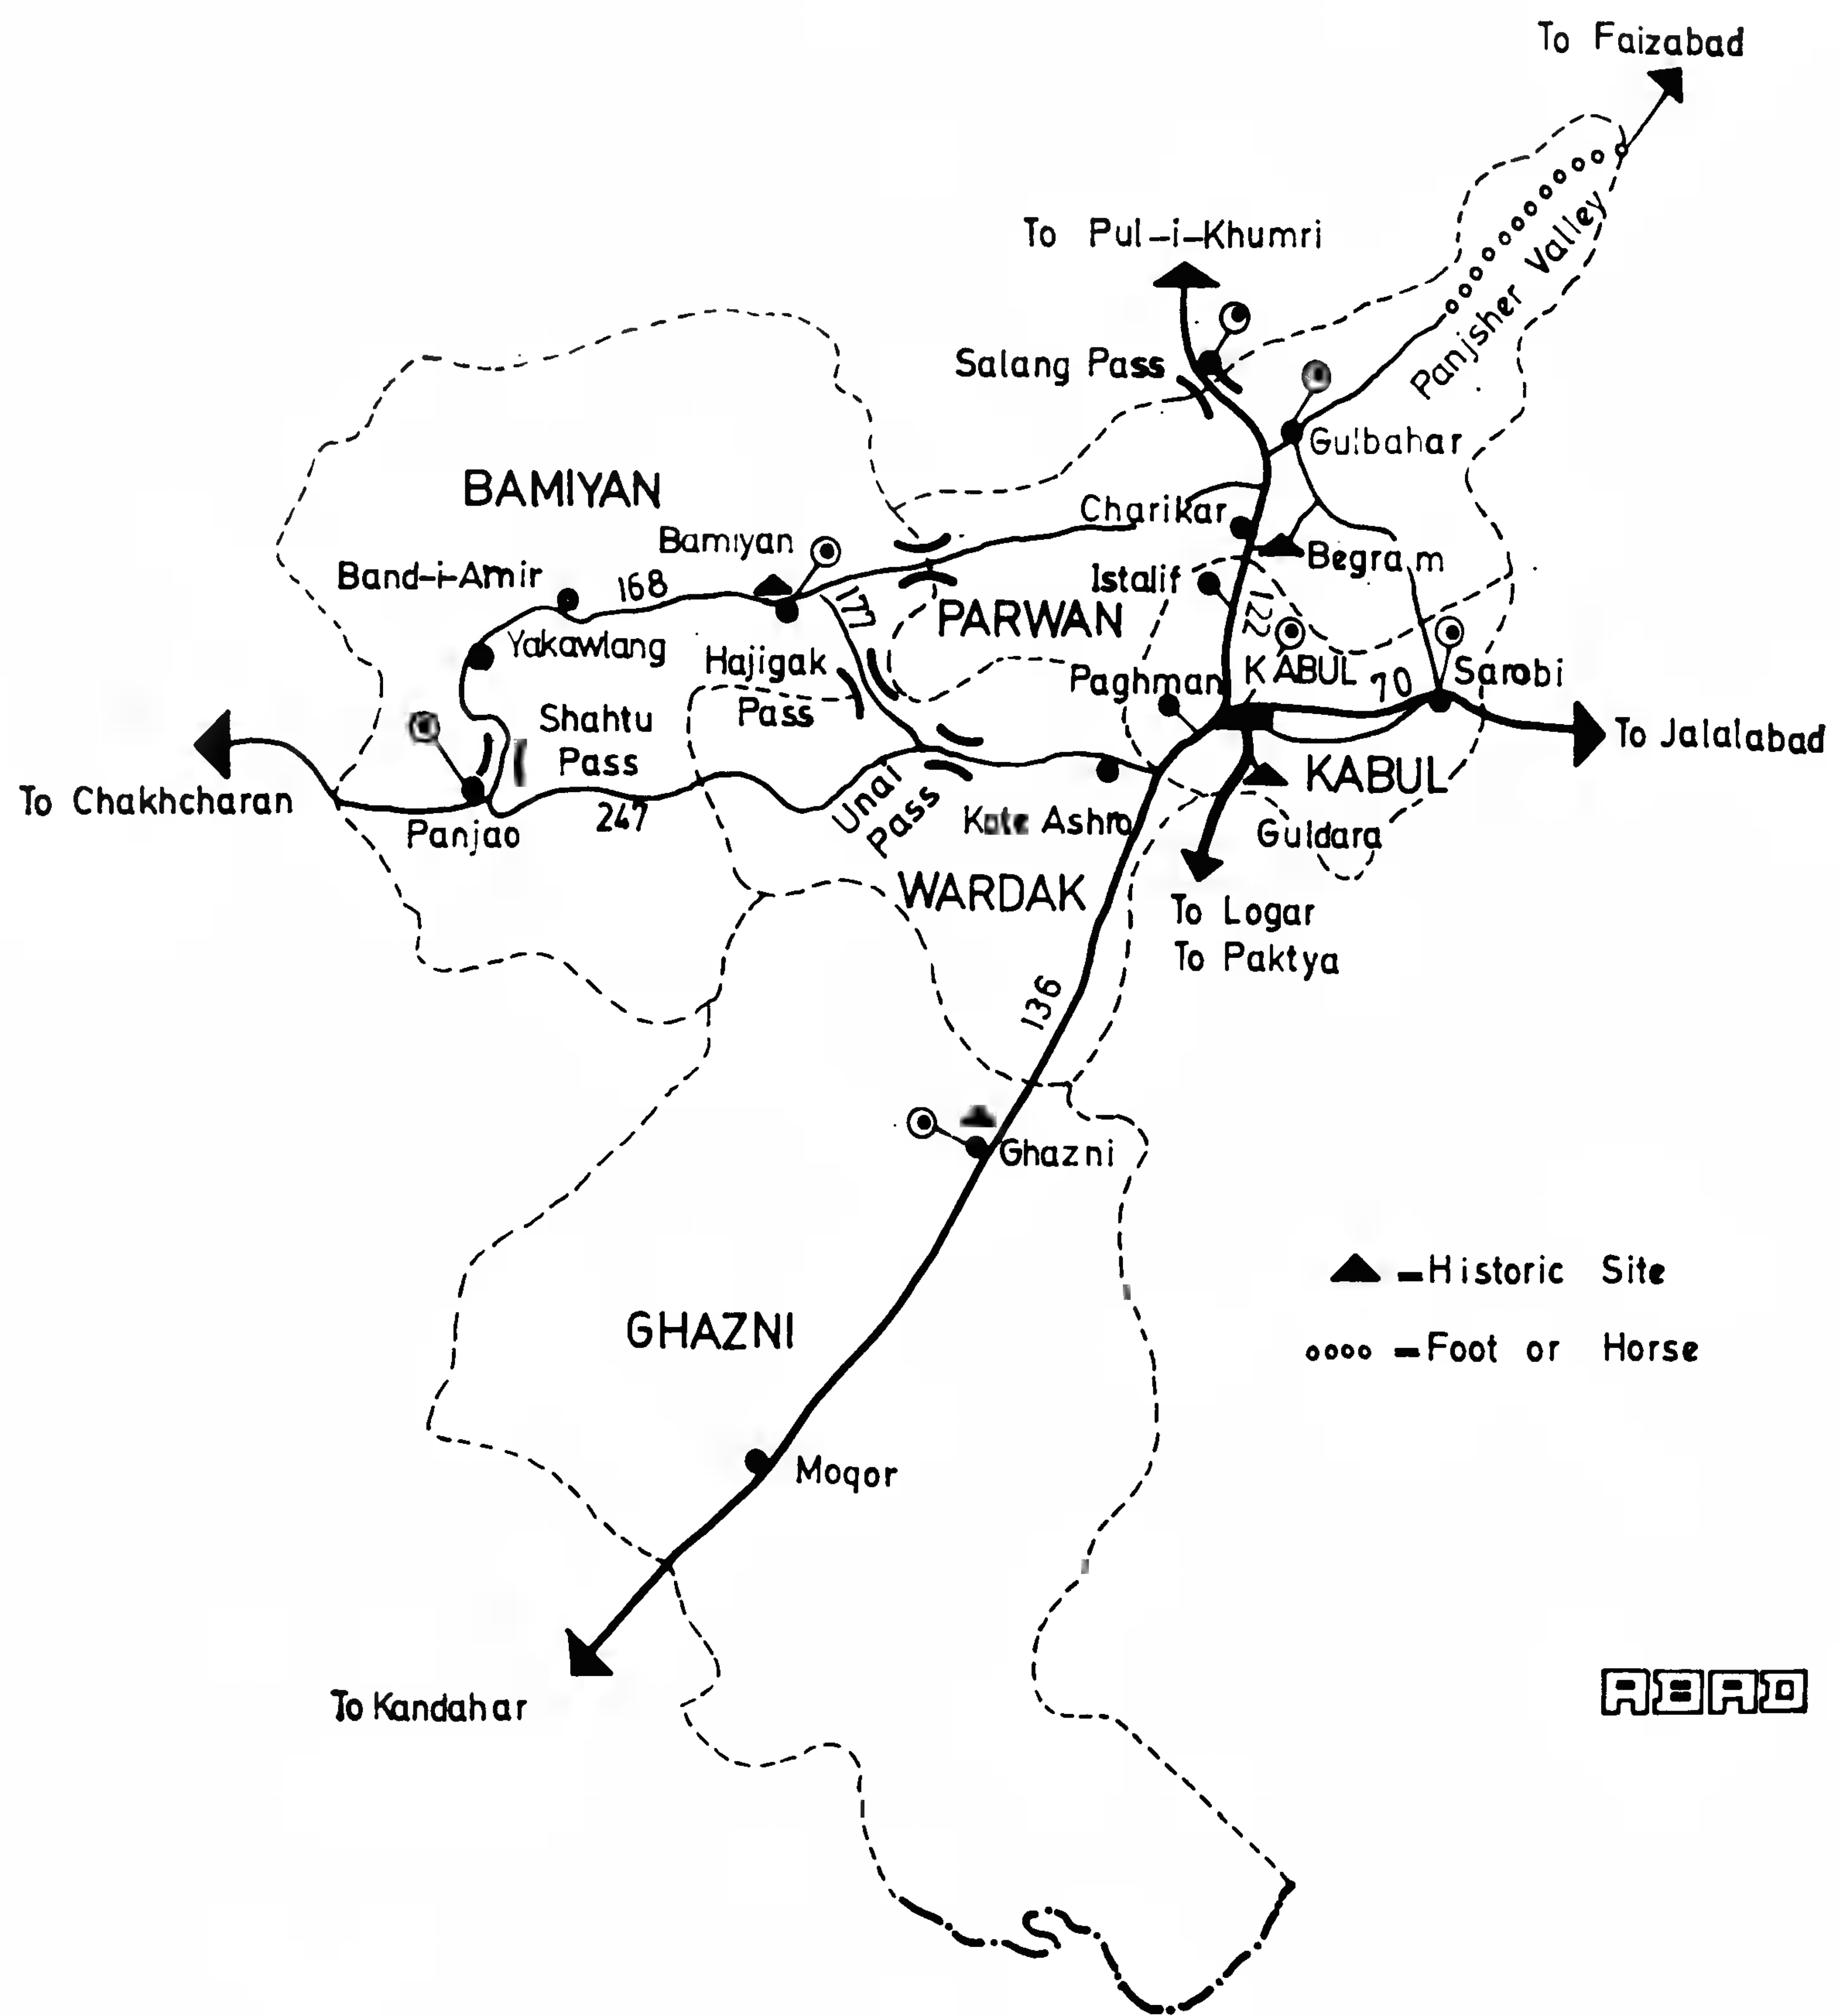 To Faizabad
To Pul-i-Khumri
Panjsher Valley
Salang Pass
Gulbahar
BAMIYAN
Charikar
Bamiyan
Begram
Band-i-Amir
168
Istalif
177
PARWAN
122
Yakawlang
Hajigak
Pass
KABUL
70
Sarobi
Paghman
Shahtu
Pass
To Jalalabad
KABUL
To Chakhcharan
247
Unai
Pass
Kote Ashro
Panjao
Guldara
WARDAK
To Logar
To Paktya
136
Ghazni
– Historic Site
GHAZNI
– Foot or Horse
Moqor
To Kandahar
ABAD